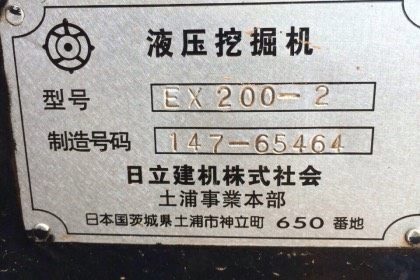 液压挖掘机
型号 EX200-2
制造号码 147-65464
日立建机株式社会
土浦事業本部
日本国茨城県土浦市神立町 650 番地